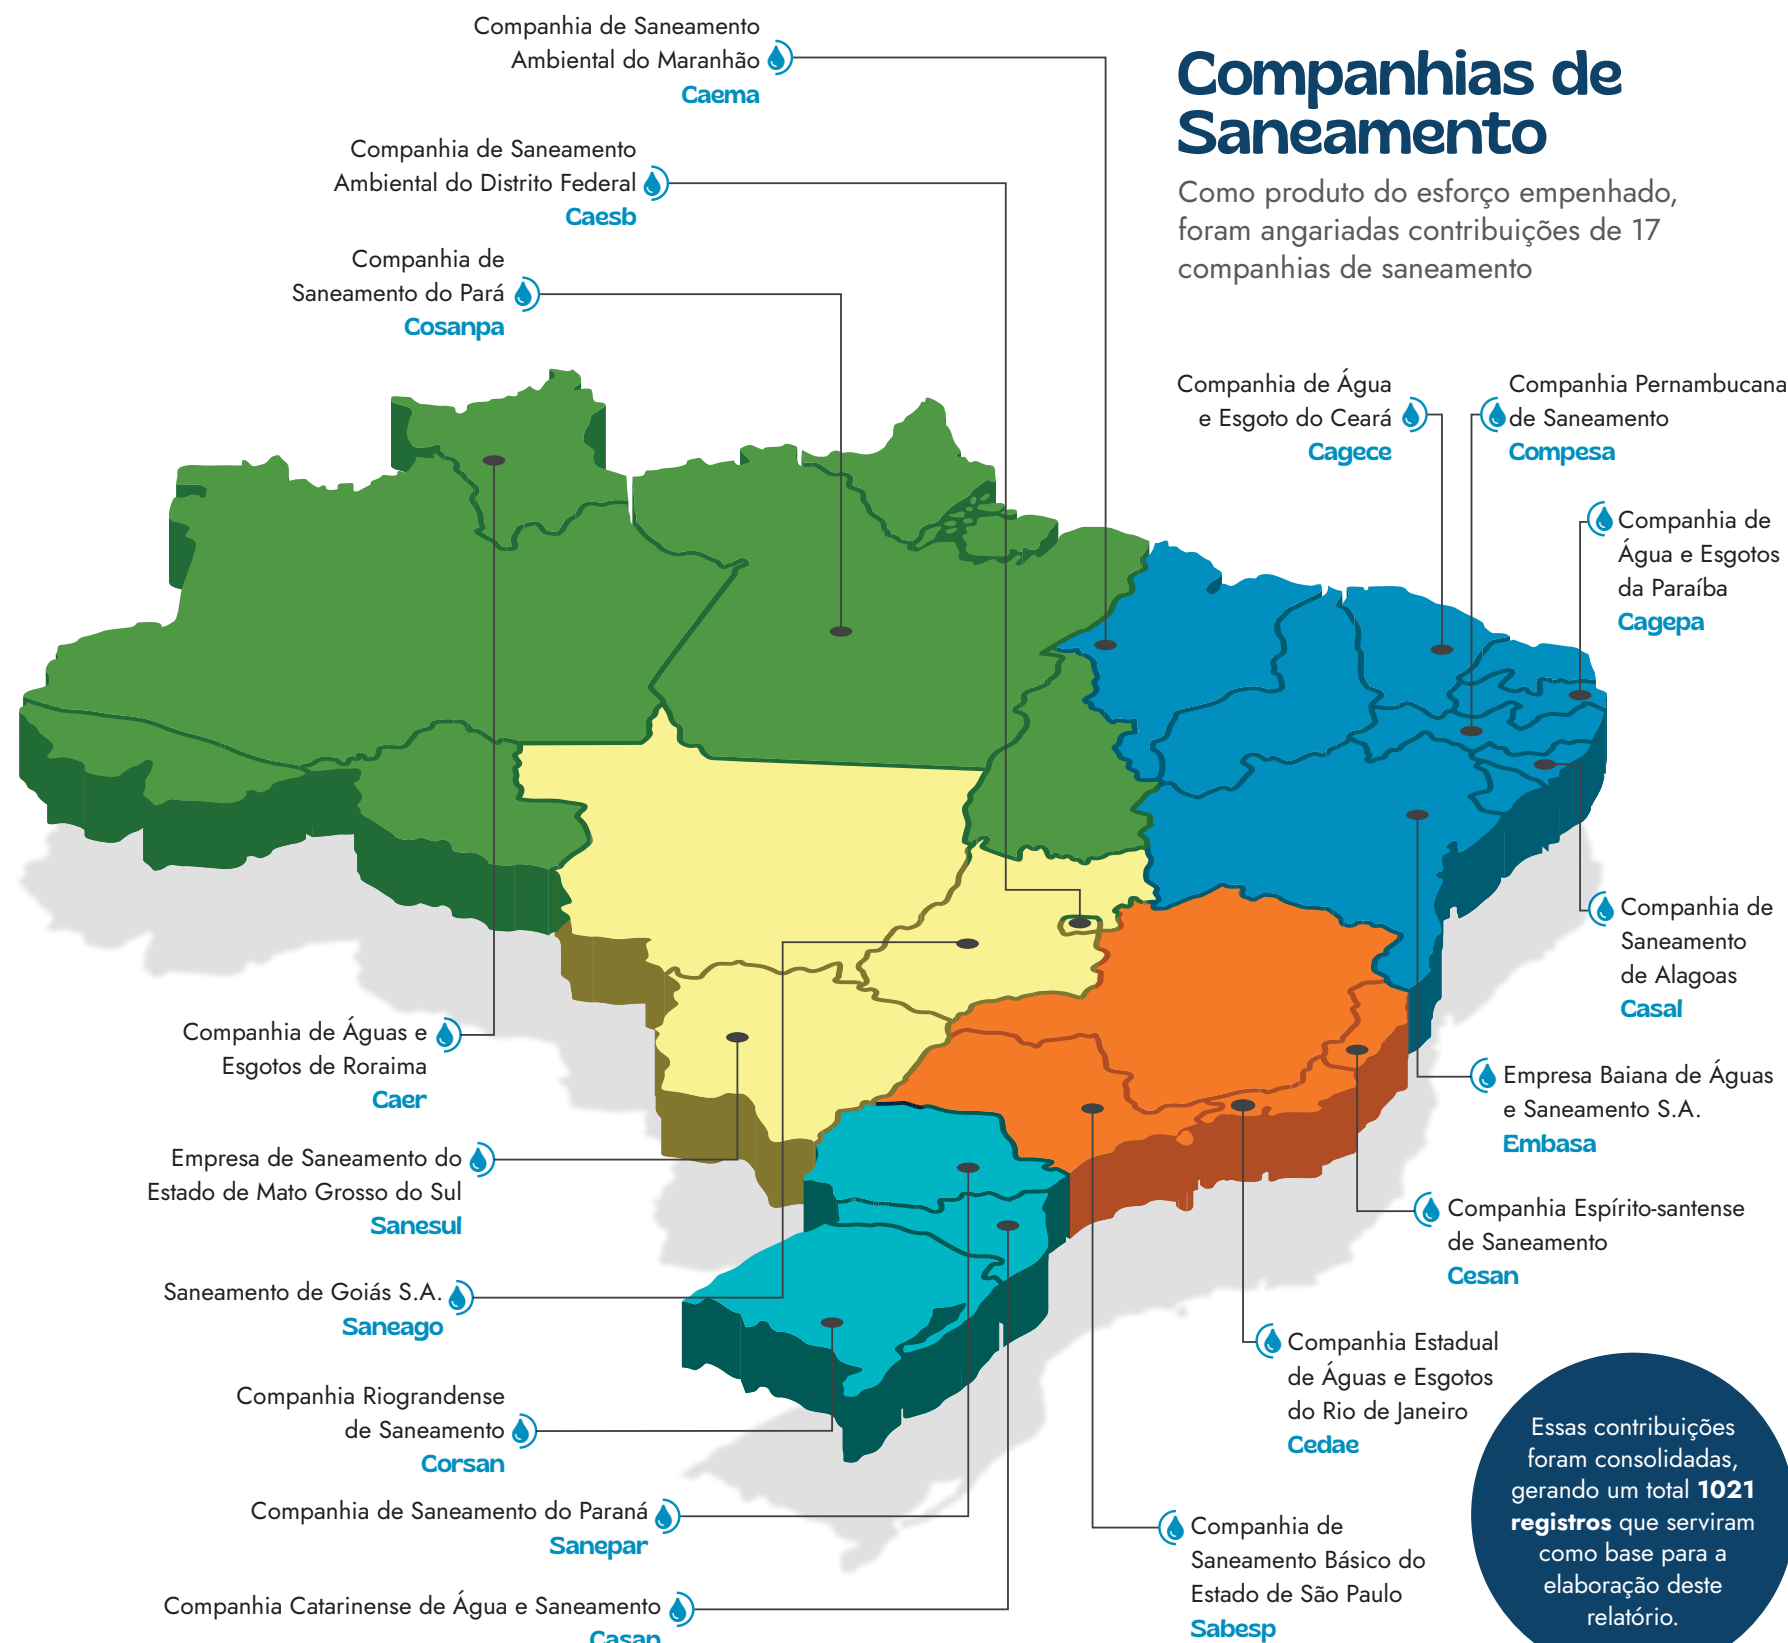 Companhias de
Saneamento
Como produto do esforço empenhado,
foram angariadas contribuições de 17
companhias de saneamento
Companhia de Saneamento
Ambiental do Maranhão
Caema
Companhia de Saneamento
Ambiental do Distrito Federal
Caesb
Companhia de
Saneamento do Pará
Cosanpa
Companhia de Água
e Esgoto do Ceará
Cagece
Companhia Pernambucana
de Saneamento
Compesa
Companhia de
Água e Esgotos
da Paraíba
Cagepa
Companhia de
Saneamento
de Alagoas
Casal
Companhia de Águas e
Esgotos de Roraima
Caer
Empresa Baiana de Águas
e Saneamento S.A.
Embasa
Empresa de Saneamento do
Estado de Mato Grosso do Sul
Sanesul
Companhia Espírito-santense
de Saneamento
Cesan
Saneamento de Goiás S.A.
Saneago
Companhia Estadual
de Águas e Esgotos
do Rio de Janeiro
Cedae
Companhia Riograndense
de Saneamento
Corsan
Companhia de Saneamento do Paraná
Sanepar
Companhia de
Saneamento Básico do
Estado de São Paulo
Sabesp
Companhia Catarinense de Água e Saneamento
Casan
Essas contribuições
foram consolidadas,
gerando um total 1021
registros que serviram
como base para a
elaboração deste
relatório.